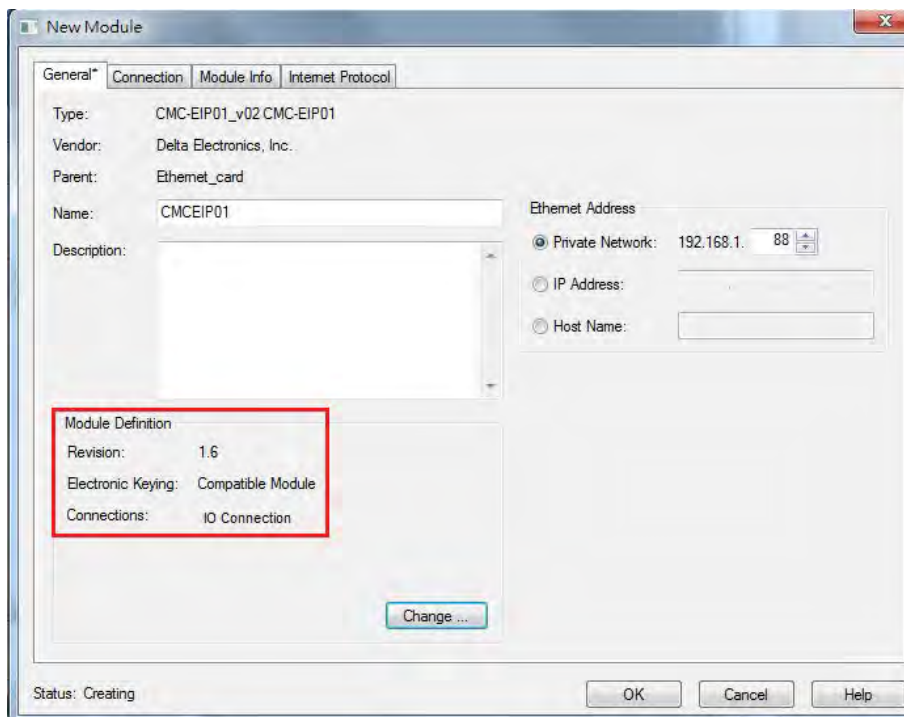 New Module
General* Connection Module Info Internet Protocol
Type: CMC-EIP01_v02 CMC-EIP01
Vendor: Delta Electronics, Inc.
Parent: Ethernet_card
Name: CMCEIP01
Description:
Ethernet Address
Private Network: 192.168.1. 88
IP Address:
Host Name:
Module Definition
Revision: 1.6
Electronic Keying: Compatible Module
Connections: IO Connection
Change ...
Status: Creating
OK Cancel Help